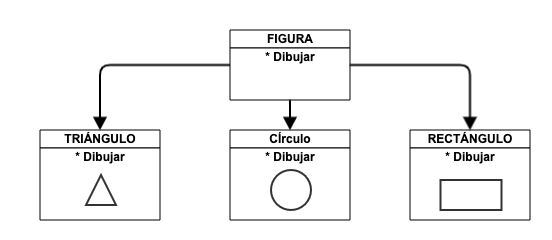 FIGURA
* Dibujar
TRIÁNGULO
* Dibujar
CÍrculo
* Dibujar
RECTÁNGULO
* Dibujar